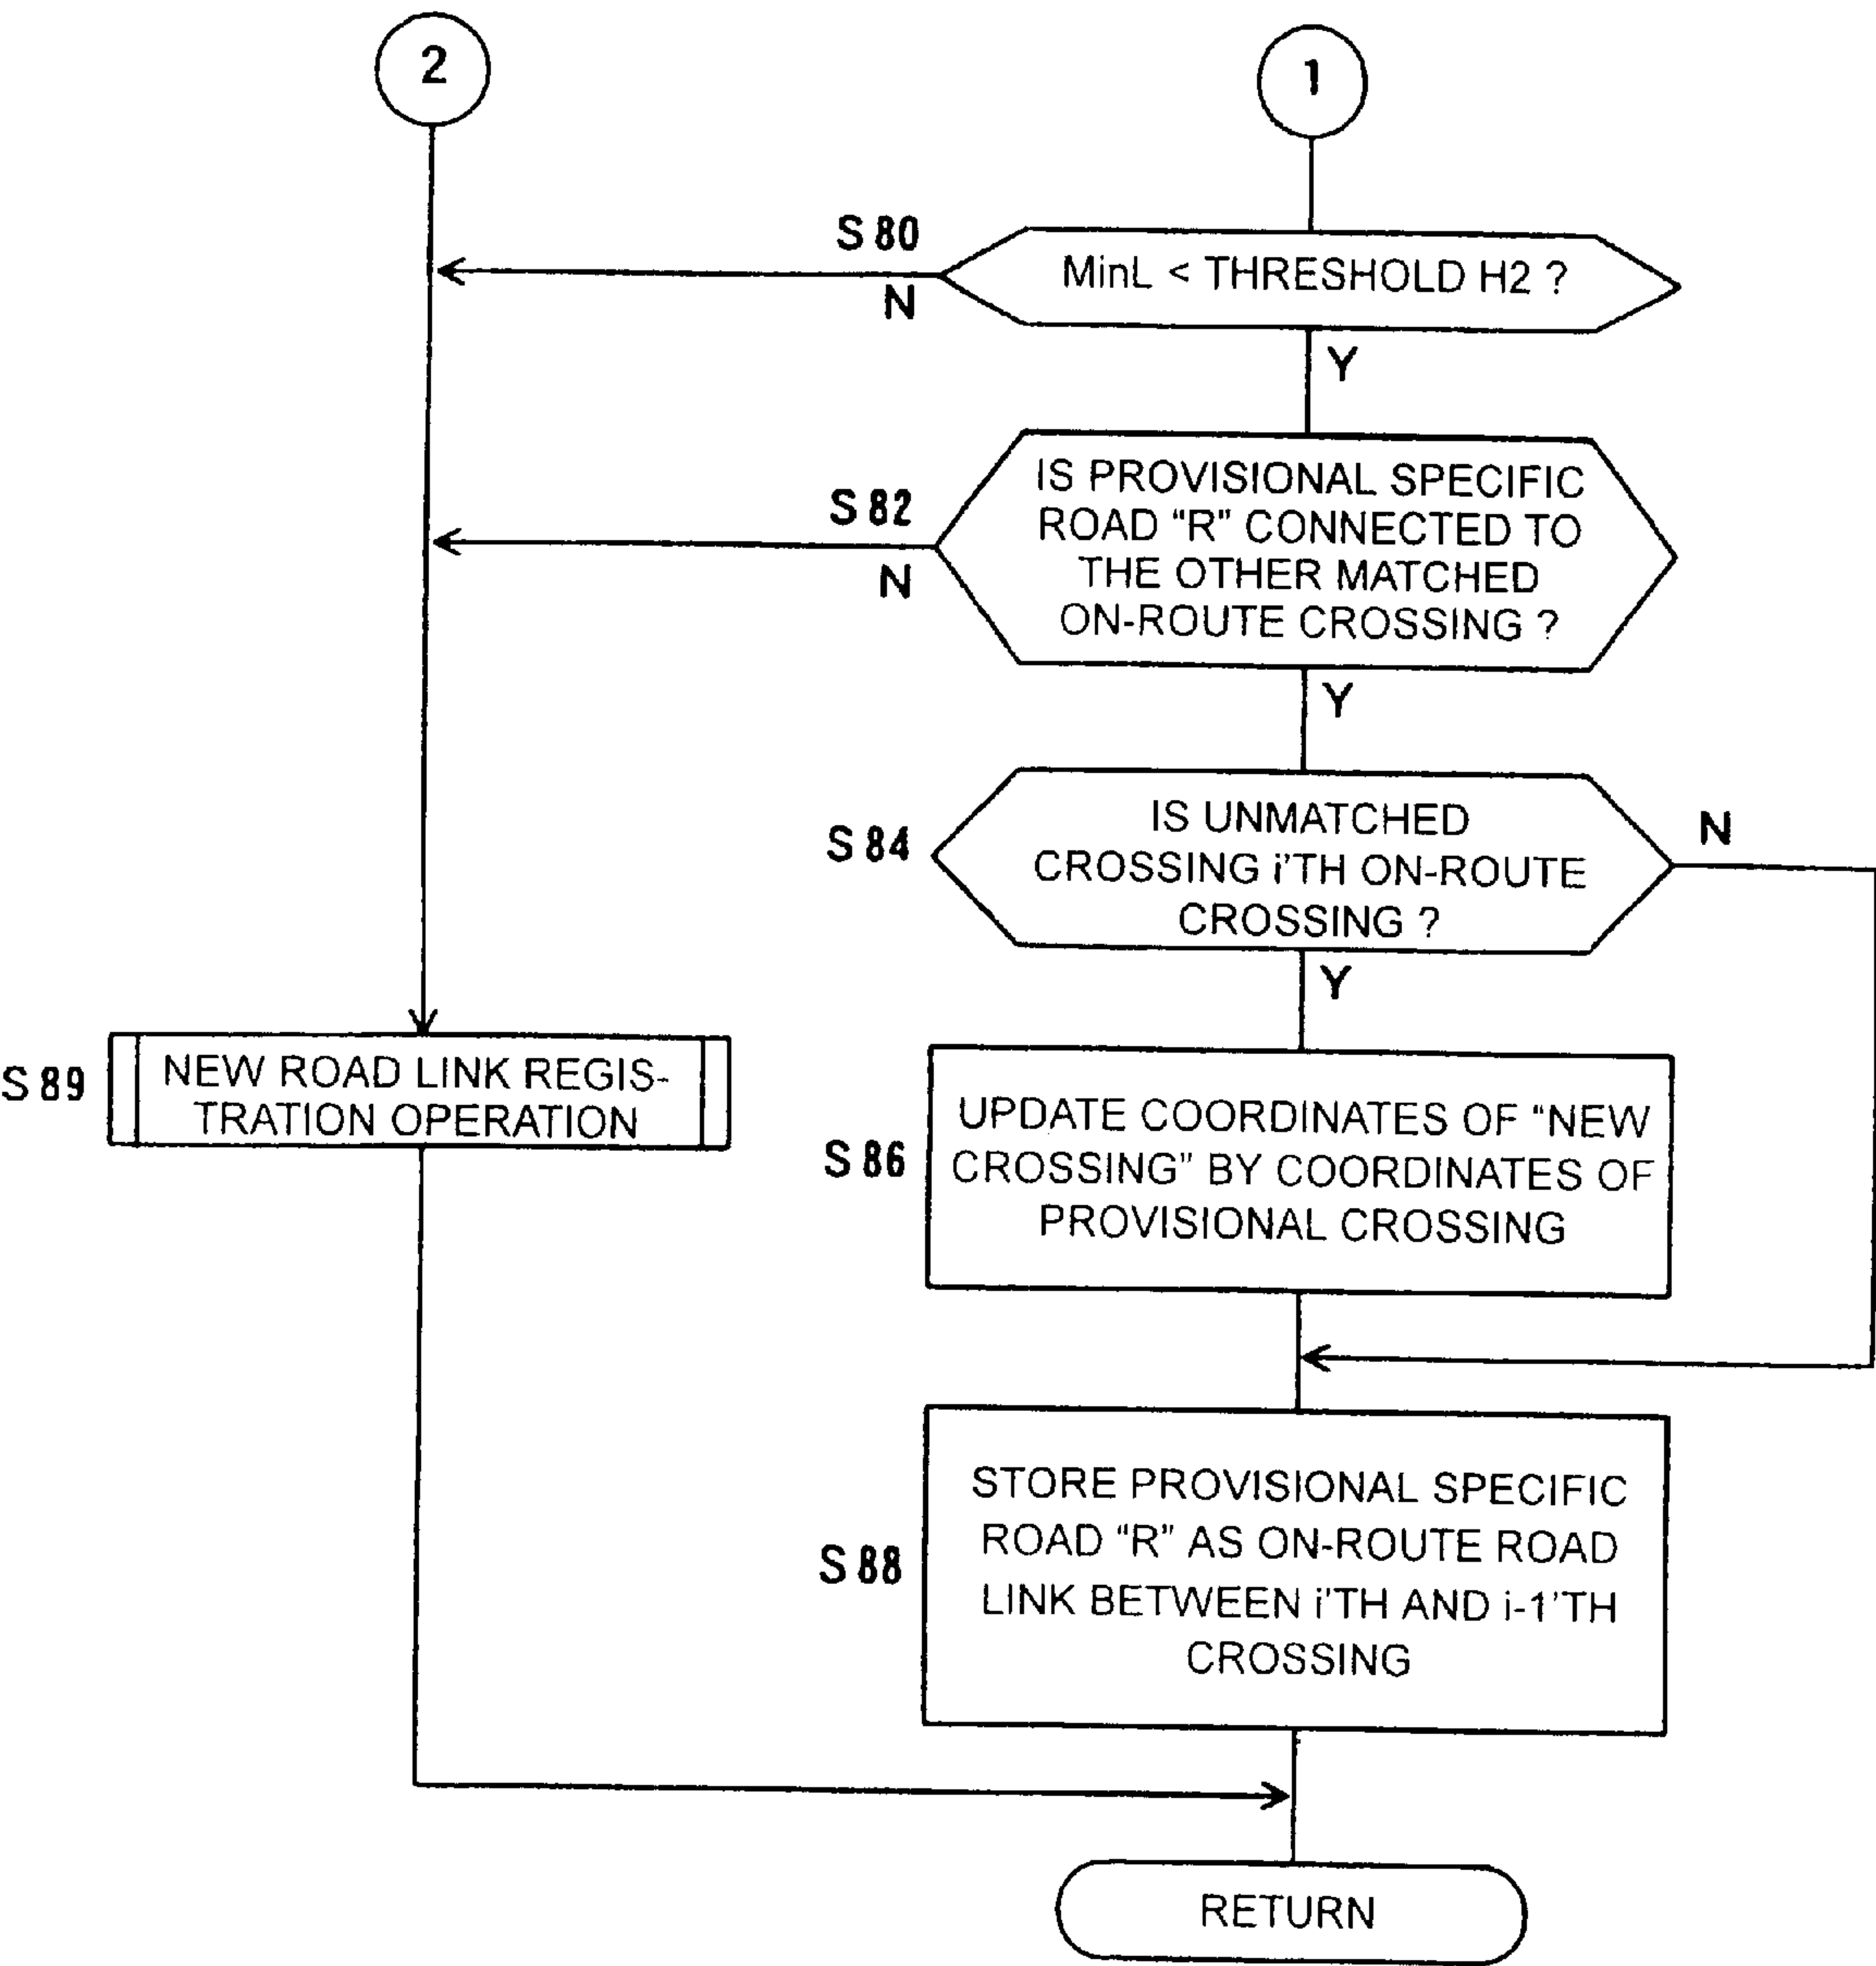 2
1
S 80
MinL < THRESHOLD H2 ?
N
Y
S 82
IS PROVISIONAL SPECIFIC
ROAD "R" CONNECTED TO
THE OTHER MATCHED
ON-ROUTE CROSSING ?
N
Y
S 84
IS UNMATCHED
CROSSING i'TH ON-ROUTE
CROSSING ?
N
Y
S 89
NEW ROAD LINK REGIS-
TRATION OPERATION
S 86
UPDATE COORDINATES OF "NEW
CROSSING" BY COORDINATES OF
PROVISIONAL CROSSING
S 88
STORE PROVISIONAL SPECIFIC
ROAD "R" AS ON-ROUTE ROAD
LINK BETWEEN i'TH AND i-1'TH
CROSSING
RETURN